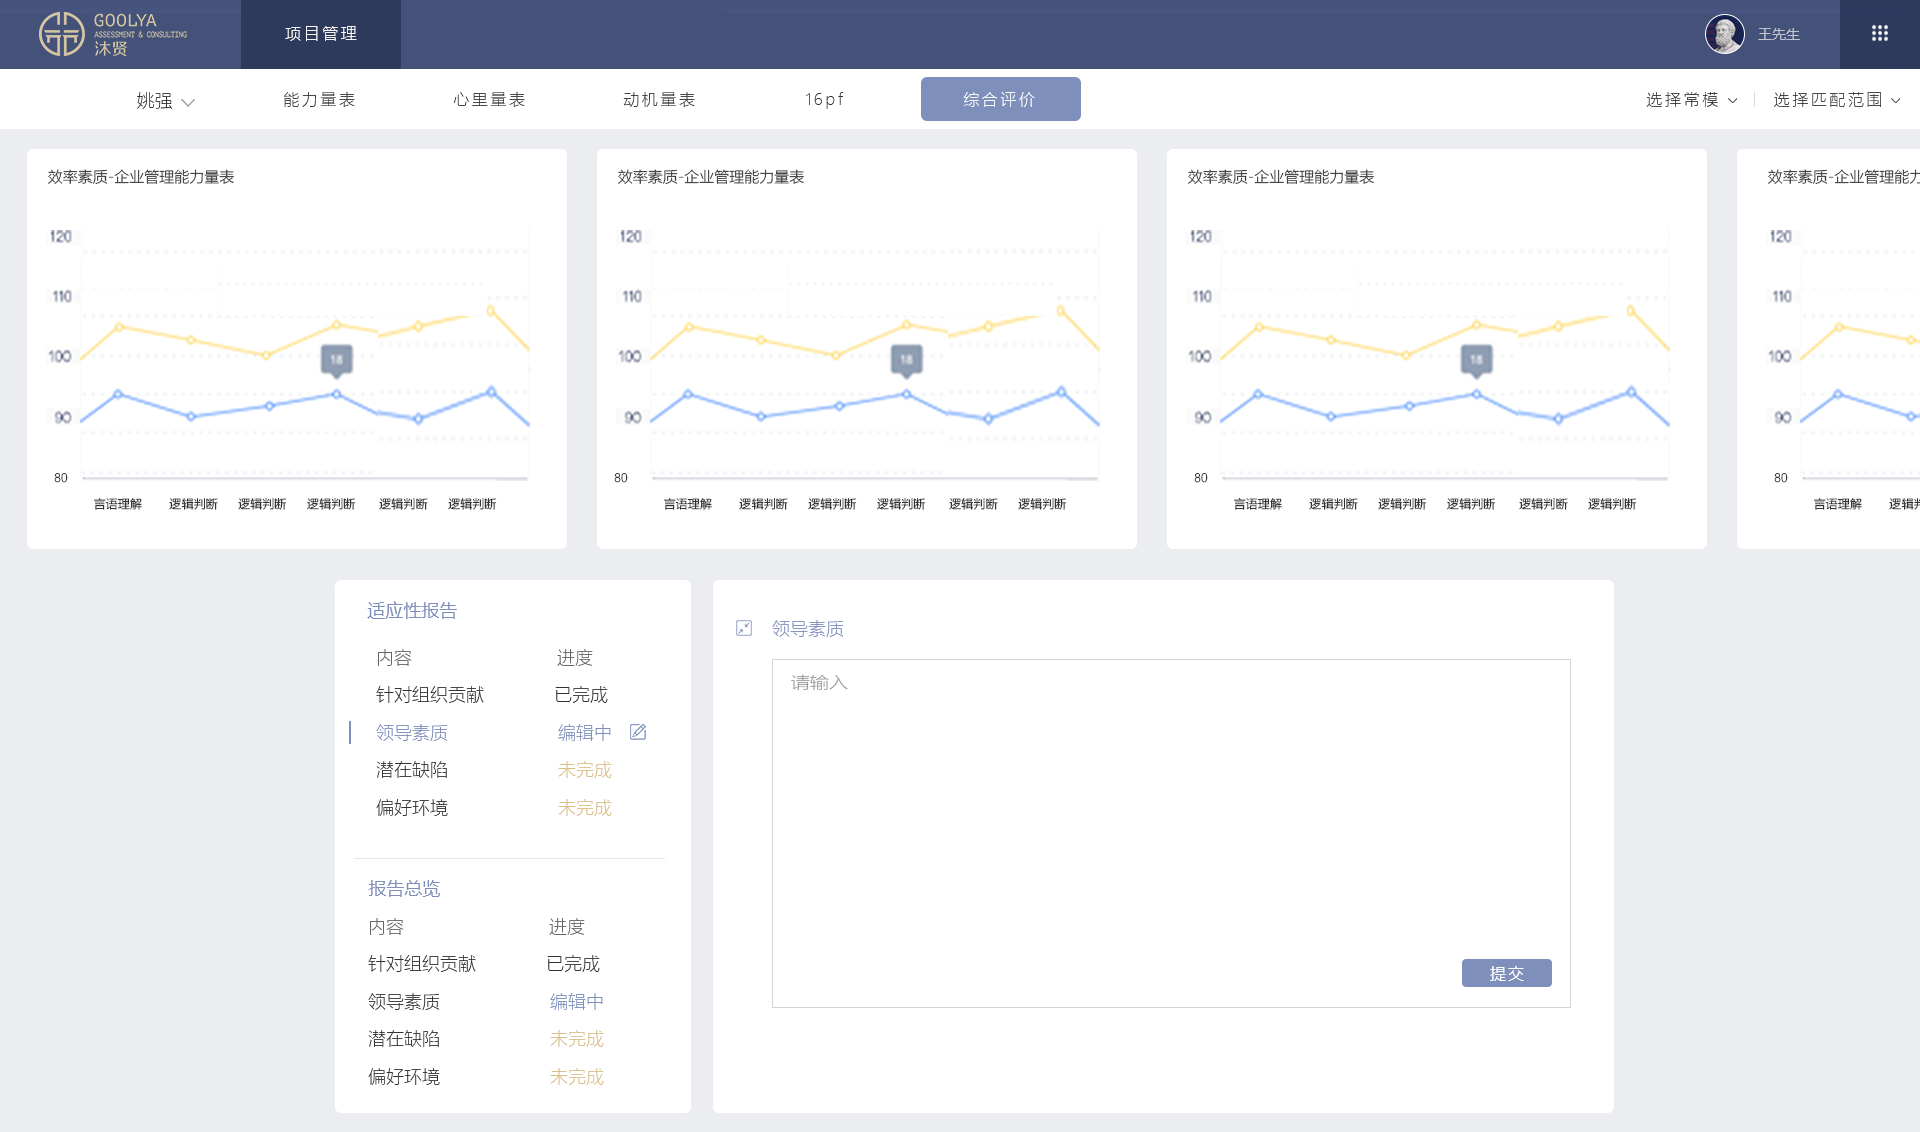 GOOLYA
ASSESSMENT & CONSULTING
沐贤
项目管理
王先生
姚强
能力量表
心里量表
动机量表
16pf
综合评价
选择常模
选择匹配范围
效率素质-企业管理能力量表
120
110
100
90
80
18
言语理解 逻辑判断 逻辑判断 逻辑判断 逻辑判断 逻辑判断
效率素质-企业管理能力量表
120
110
100
90
80
18
言语理解 逻辑判断 逻辑判断 逻辑判断 逻辑判断 逻辑判断
效率素质-企业管理能力量表
120
110
100
90
80
18
言语理解 逻辑判断 逻辑判断 逻辑判断 逻辑判断 逻辑判断
效率素质-企业管理能力
120
110
100
90
80
言语理解 逻辑
适应性报告
内容 进度
针对组织贡献 已完成
领导素质 编辑中
潜在缺陷 未完成
偏好环境 未完成
报告总览
内容 进度
针对组织贡献 已完成
领导素质 编辑中
潜在缺陷 未完成
偏好环境 未完成
领导素质
请输入
提交